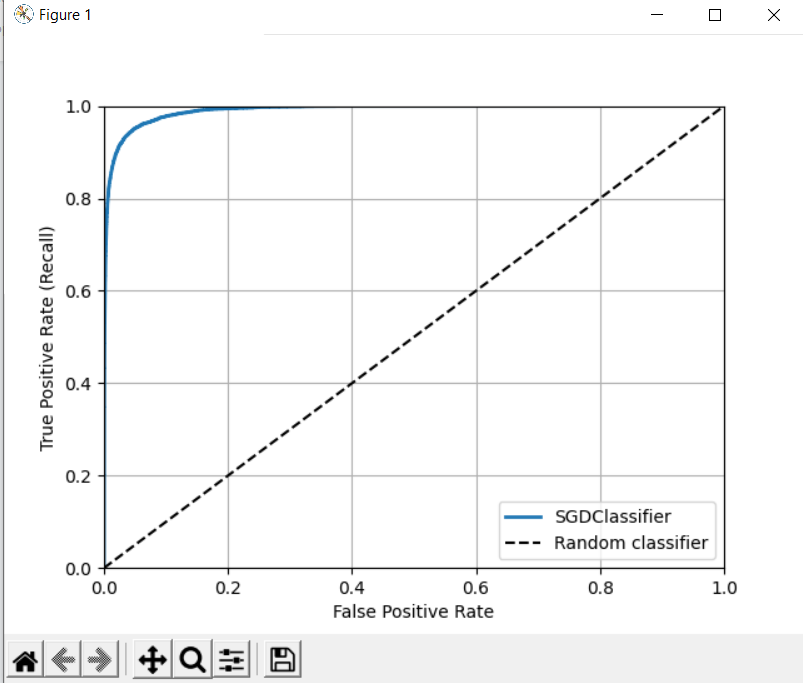 Figure 1
1.0
0.8
0.6
0.4
0.2
0.0
True Positive Rate (Recall)
SGDClassifier
Random classifier
0.0 0.2 0.4 0.6 0.8 1.0
False Positive Rate